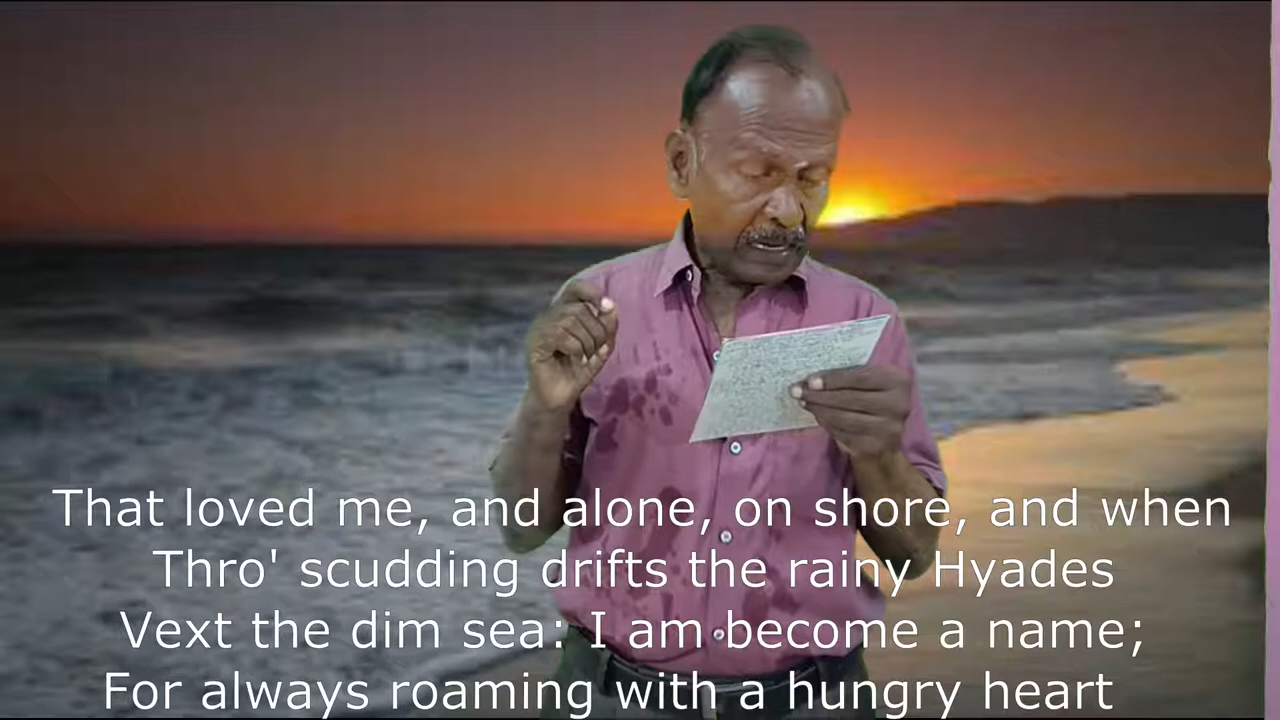 That loved me, and alone, on shore, and when
Thro' scudding drifts the rainy Hyades
Vext the dim sea: I am become a name;
For always roaming with a hungry heart